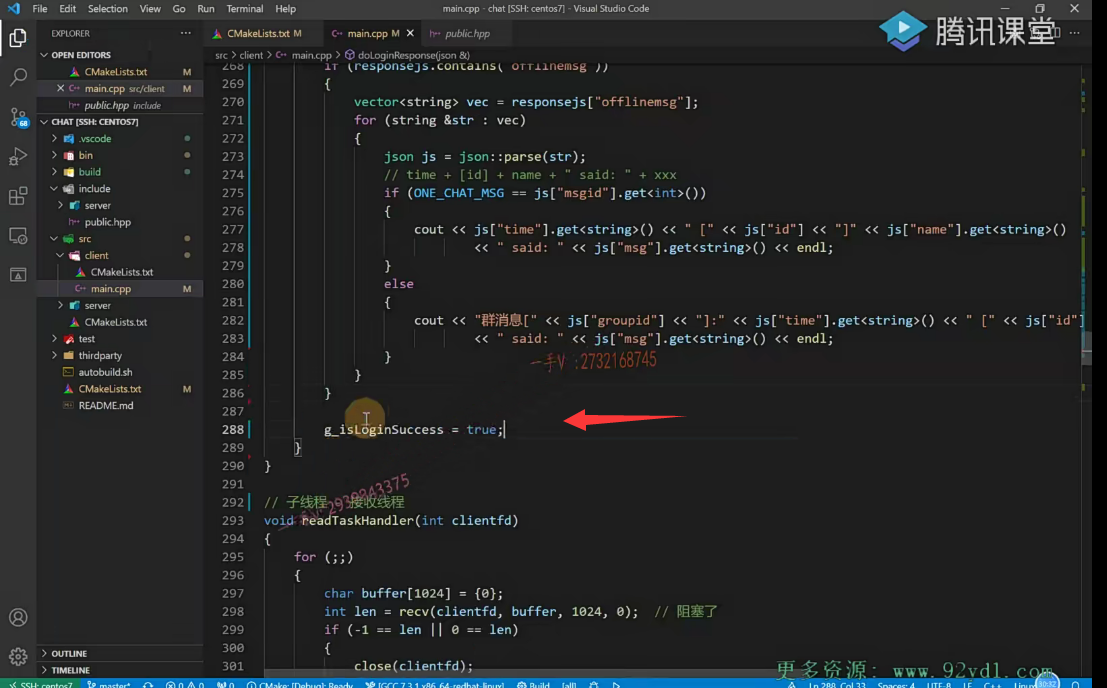 File Edit Selection View Go Run Terminal Help
main.cpp - chat [SSH: centos7] - Visual Studio Code
腾讯课堂
EXPLORER
OPEN EDITORS
CMakeLists.txt M
main.cpp src/client M
public.hpp include
CHAT [SSH: CENTOS7]
.vscode
bin
build
include
server
public.hpp
src
client
CMakeLists.txt
main.cpp M
server
CMakeLists.txt
test
thirdparty
autobuild.sh
CMakeLists.txt M
README.md
OUTLINE
TIMELINE
68
CMakeLists.txt M main.cpp M public.hpp
src > client > main.cpp > doLoginResponse(json &)
268 if (responsejs.contains("offlinemsg"))
269 {
270 vector<string> vec = responsejs["offlinemsg"];
271 for (string &str : vec)
272 {
273 json js = json::parse(str);
274 // time + [id] + name + " said: " + xxx
275 if (ONE_CHAT_MSG == js["msgid"].get<int>())
276 {
277 cout << js["time"].get<string>() << " [" << js["id"] << "]" << js["name"].get<string>()
278 << " said: " << js["msg"].get<string>() << endl;
279 }
280 else
281 {
282 cout << "群消息[" << js["groupid"] << "]:" << js["time"].get<string>() << " [" << js["id"]
283 << " said: " << js["msg"].get<string>() << endl;
284 }
一手V :2732168745
285 }
286 }
287
288 g_isLoginSuccess = true;
289 }
290 }
291
292 // 子线程 - 接收线程
2939843375
293 void readTaskHandler(int clientfd)
294 {
295 for (;;)
296 {
297 char buffer[1024] = {0};
298 int len = recv(clientfd, buffer, 1024, 0); // 阻塞了
299 if (-1 == len || 0 == len)
300 {
301 close(clientfd);
更多资源: www.92vdl.com
SSH: centos7 master* 0 0 0 CMake: [Debug]: Ready [GCC 7.3.1 x86_64-redhat-linux] Build [all] Ln 288, Col 33 Spaces: 4 UTF-8 LF C++ Linux
30:32